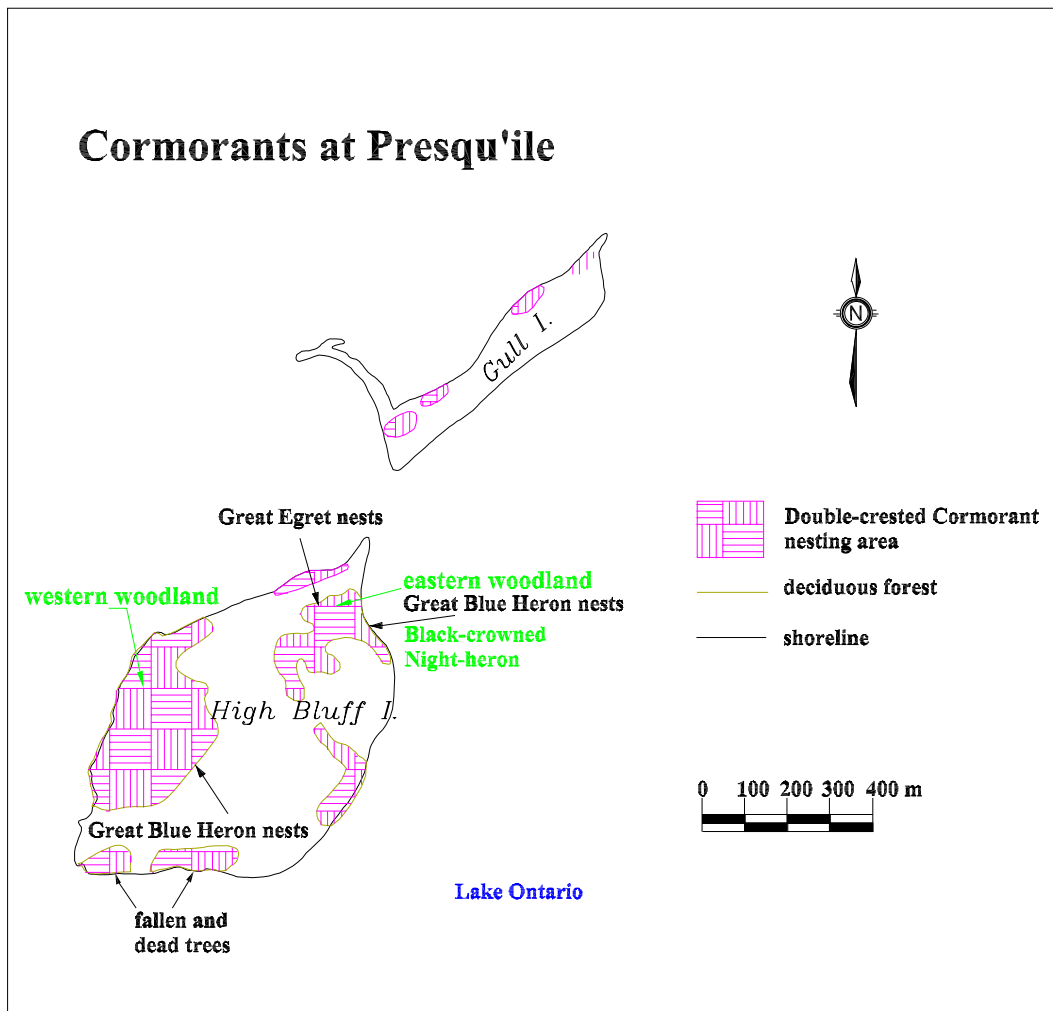 Cormorants at Presqu'ile
Gull I.
N
Great Egret nests
Double-crested Cormorant
nesting area
eastern woodland
western woodland
Great Blue Heron nests
deciduous forest
Black-crowned
Night-heron
shoreline
High Bluff I.
0 100 200 300 400 m
Great Blue Heron nests
Lake Ontario
fallen and
dead trees